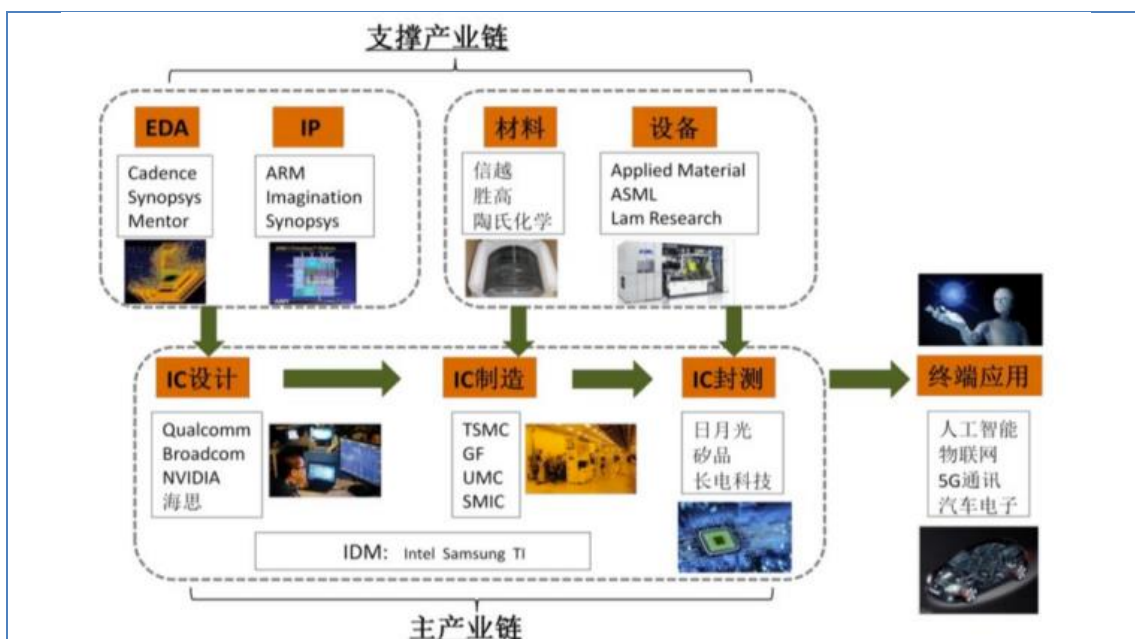 支撑产业链
EDA
Cadence
Synopsys
Mentor
IP
ARM
Imagination
Synopsys
材料
信越
胜高
陶氏化学
设备
Applied Material
ASML
Lam Research
IC设计
Qualcomm
Broadcom
NVIDIA
海思
IC制造
TSMC
GF
UMC
SMIC
IC封测
日月光
矽品
长电科技
终端应用
人工智能
物联网
5G通讯
汽车电子
IDM: Intel Samsung TI
主产业链